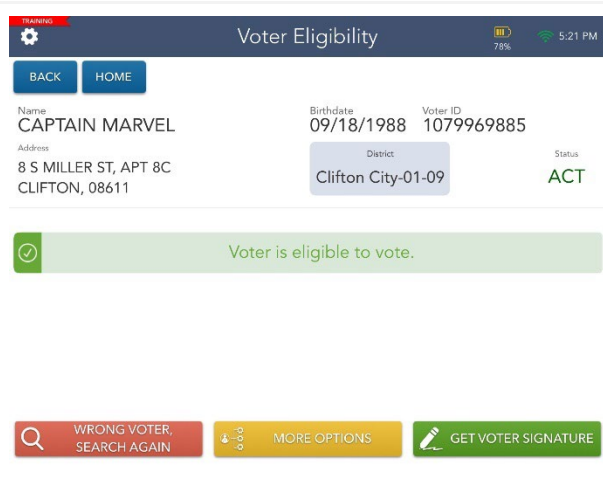 TRAINING
Voter Eligibility
78%
5:21 PM
BACK
HOME
Name
CAPTAIN MARVEL
Birthdate
09/18/1988
Voter ID
1079969885
Address
8 S MILLER ST, APT 8C
CLIFTON, 08611
District
Clifton City-01-09
Status
ACT
Voter is eligible to vote.
WRONG VOTER,
SEARCH AGAIN
MORE OPTIONS
GET VOTER SIGNATURE